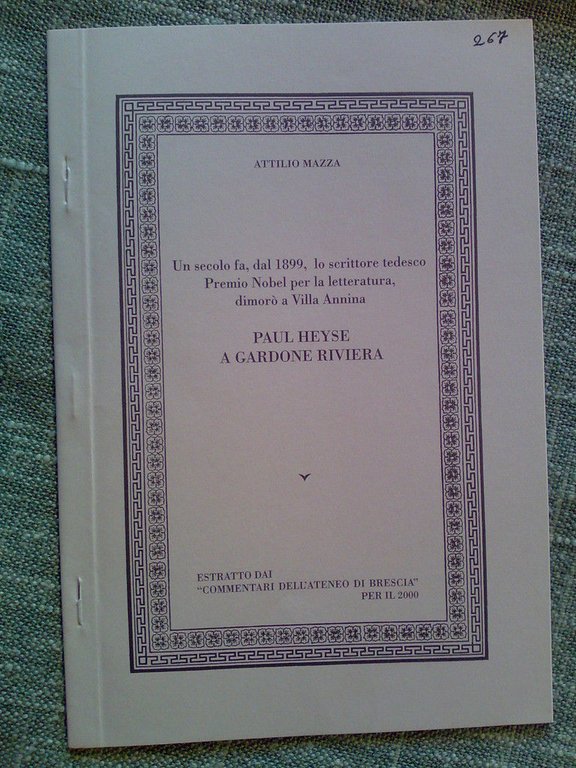 267
ATTILIO MAZZA
Un secolo fa, dal 1899, lo scrittore tedesco
Premio Nobel per la letteratura,
dimorò a Villa Annina
PAUL HEYSE
A GARDONE RIVIERA
ESTRATTO DAI
“COMMENTARI DELL'ATENEO DI BRESCIA”
PER IL 2000